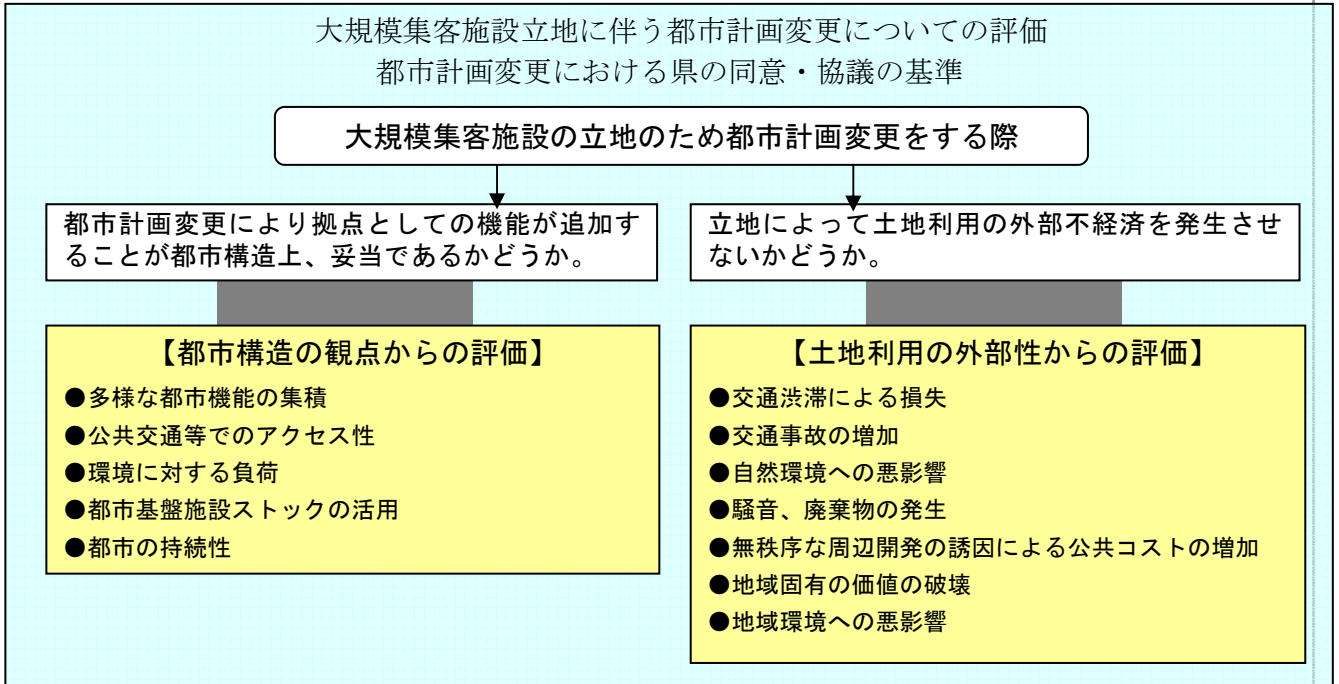 大規模集客施設立地に伴う都市計画変更についての評価
都市計画変更における県の同意・協議の基準
大規模集客施設の立地のため都市計画変更をする際
都市計画変更により拠点としての機能が追加す
ることが都市構造上、妥当であるかどうか。
【都市構造の観点からの評価】
●多様な都市機能の集積
●公共交通等でのアクセス性
●環境に対する負荷
●都市基盤施設ストックの活用
●都市の持続性
立地によって土地利用の外部不経済を発生させ
ないかどうか。
【土地利用の外部性からの評価】
●交通渋滞による損失
●交通事故の増加
●自然環境への悪影響
●騒音、廃棄物の発生
●無秩序な周辺開発の誘因による公共コストの増加
●地域固有の価値の破壊
●地域環境への悪影響